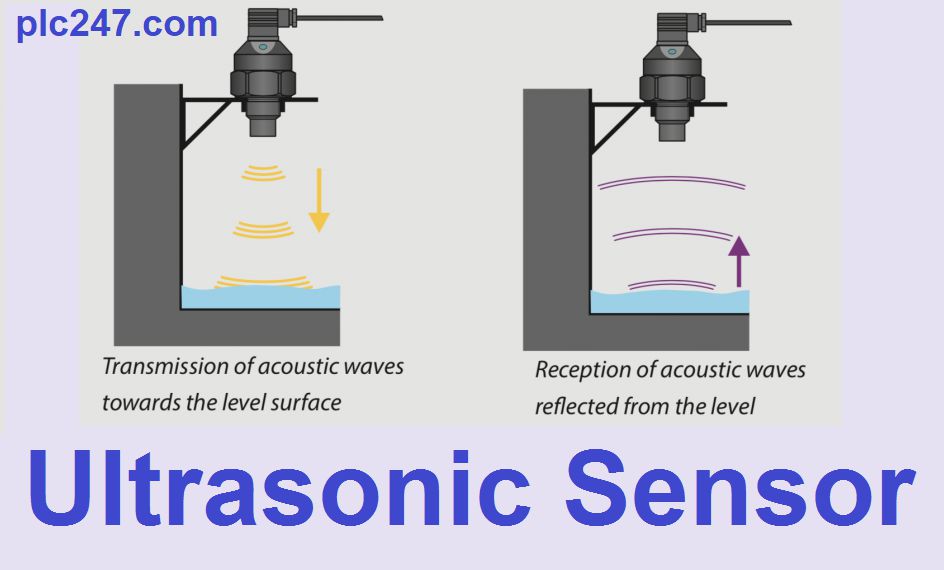 plc247.com
Transmission of acoustic waves
towards the level surface
Reception of acoustic waves
reflected from the level
Ultrasonic Sensor